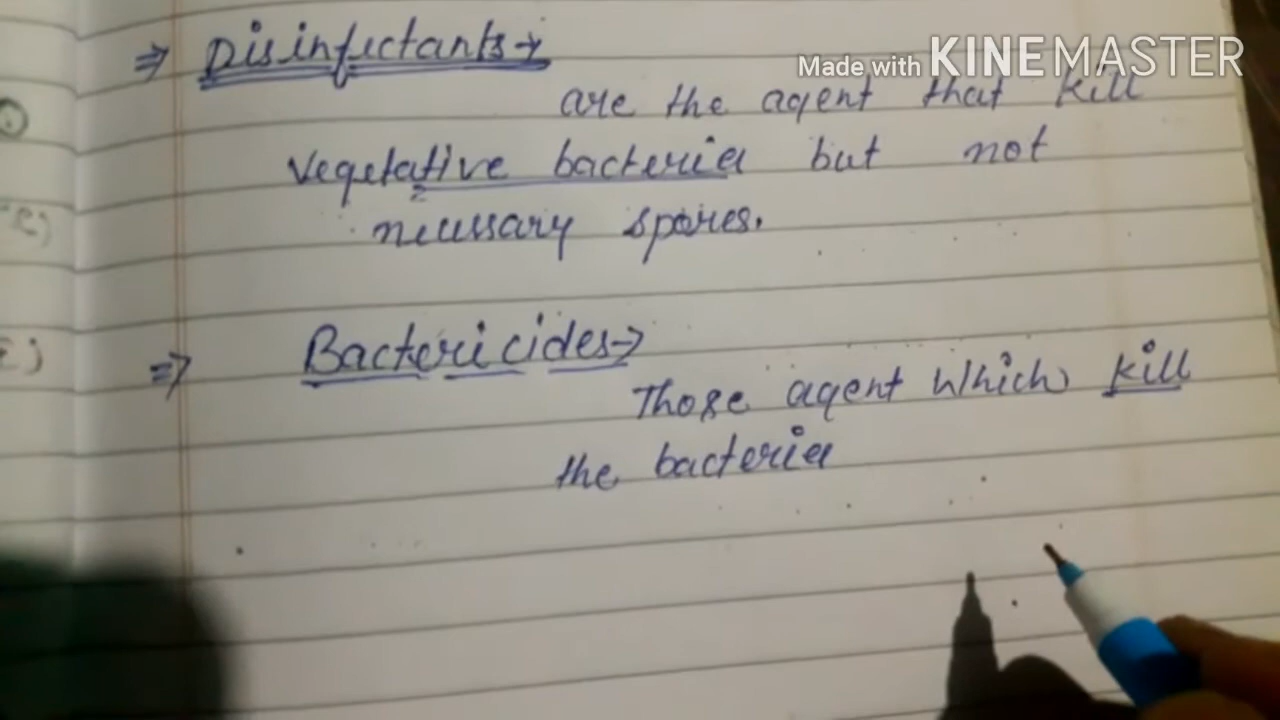 Made with KINEMASTER
⇒ Disinfectants→
are the agent that kill
vegetative bacteria but not
necessary spores.
⇒ Bactericides→
Those agent which kill
the bacteria